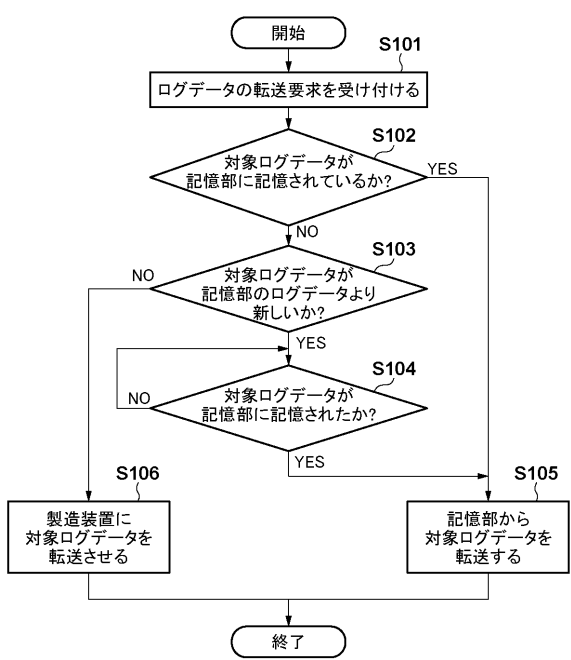 開始
S101
ログデータの転送要求を受け付ける
S102
対象ログデータが
記憶部に記憶されているか?
YES
NO
S103
対象ログデータが
記憶部のログデータより
新しいか?
NO
YES
S104
対象ログデータが
記憶部に記憶されたか?
NO
YES
S106
製造装置に
対象ログデータを
転送させる
S105
記憶部から
対象ログデータを
転送する
終了